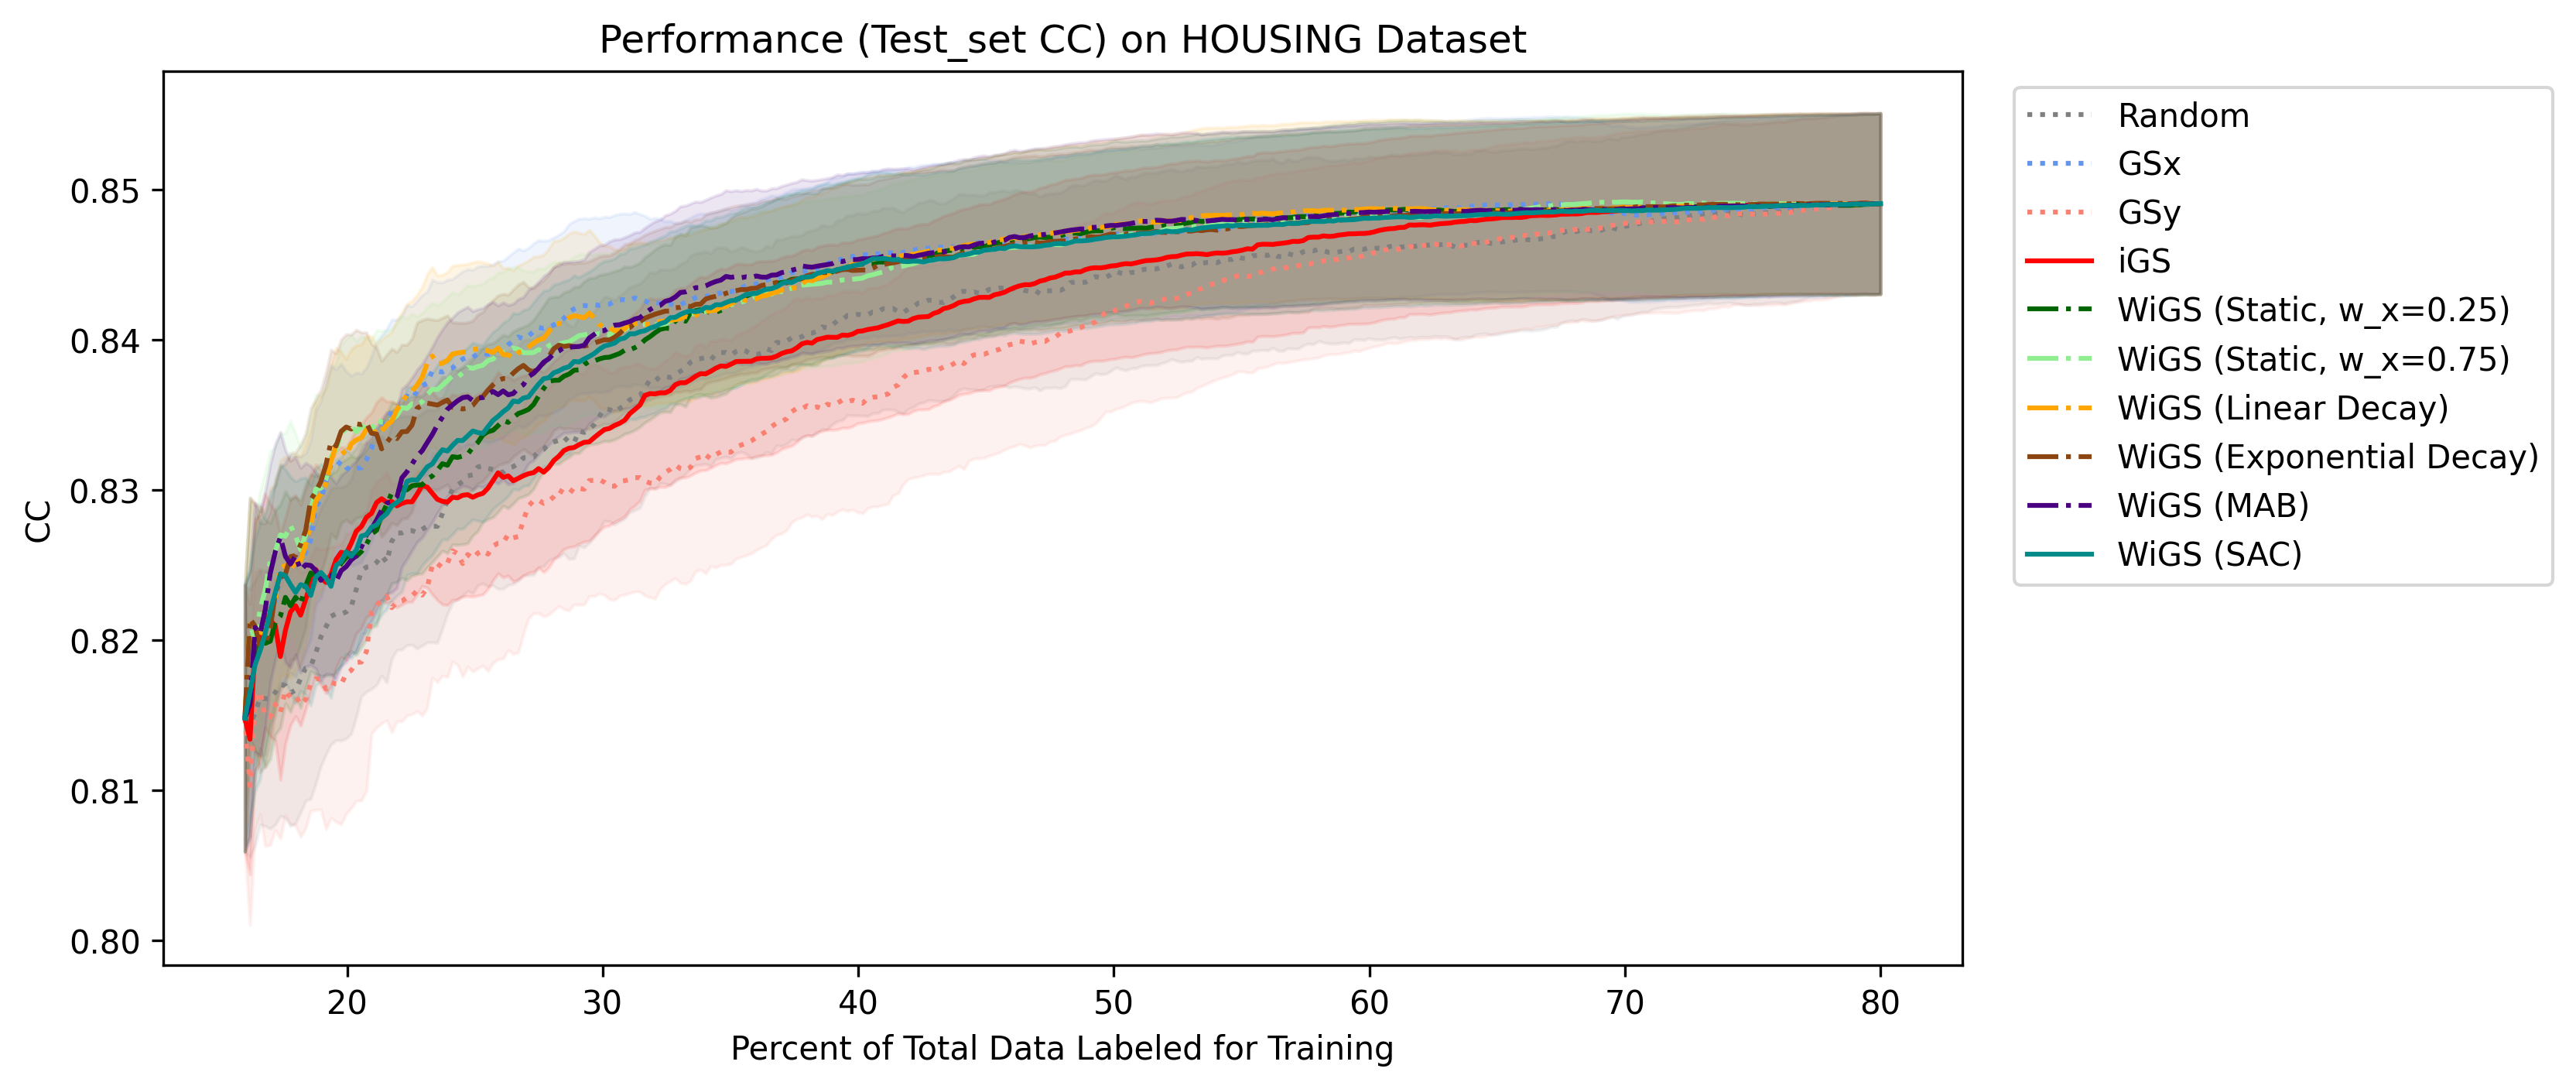 Performance (Test_set CC) on HOUSING Dataset
CC
0.85
0.84
0.83
0.82
0.81
0.80
20 30 40 50 60 70 80
Percent of Total Data Labeled for Training
Random
GSx
GSy
iGS
WiGS (Static, w_x=0.25)
WiGS (Static, w_x=0.75)
WiGS (Linear Decay)
WiGS (Exponential Decay)
WiGS (MAB)
WiGS (SAC)